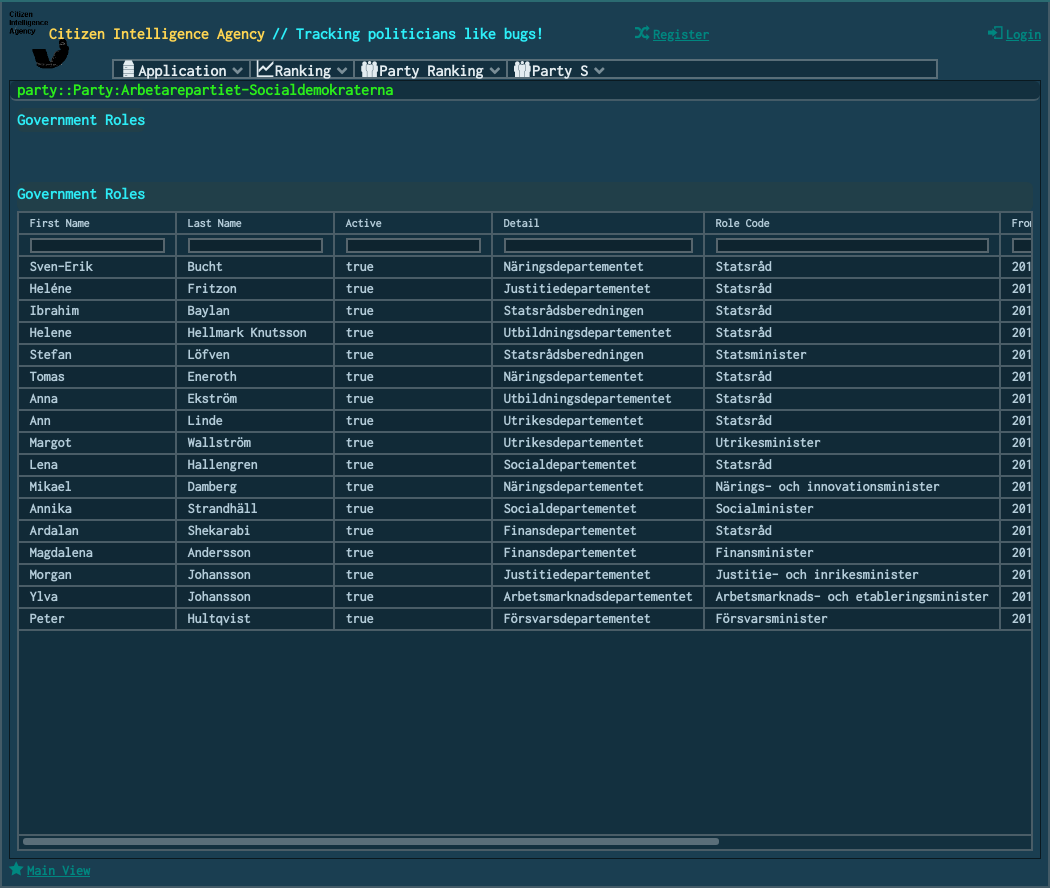 Citizen
Intelligence
Agency
Citizen Intelligence Agency // Tracking politicians like bugs!
Register
Login
Application Ranking Party Ranking Party S
party::Party:Arbetarepartiet-Socialdemokraterna
Government Roles
Government Roles
First Name Last Name Active Detail Role Code Fro
Sven-Erik Bucht true Näringsdepartementet Statsråd 201
Heléne Fritzon true Justitiedepartementet Statsråd 201
Ibrahim Baylan true Statsrådsberedningen Statsråd 201
Helene Hellmark Knutsson true Utbildningsdepartementet Statsråd 201
Stefan Löfven true Statsrådsberedningen Statsminister 201
Tomas Eneroth true Näringsdepartementet Statsråd 201
Anna Ekström true Utbildningsdepartementet Statsråd 201
Ann Linde true Utrikesdepartementet Statsråd 201
Margot Wallström true Utrikesdepartementet Utrikesminister 201
Lena Hallengren true Socialdepartementet Statsråd 201
Mikael Damberg true Näringsdepartementet Närings- och innovationsminister 201
Annika Strandhäll true Socialdepartementet Socialminister 201
Ardalan Shekarabi true Finansdepartementet Statsråd 201
Magdalena Andersson true Finansdepartementet Finansminister 201
Morgan Johansson true Justitiedepartementet Justitie- och inrikesminister 201
Ylva Johansson true Arbetsmarknadsdepartementet Arbetsmarknads- och etableringsminister 201
Peter Hultqvist true Försvarsdepartementet Försvarsminister 201
Main View